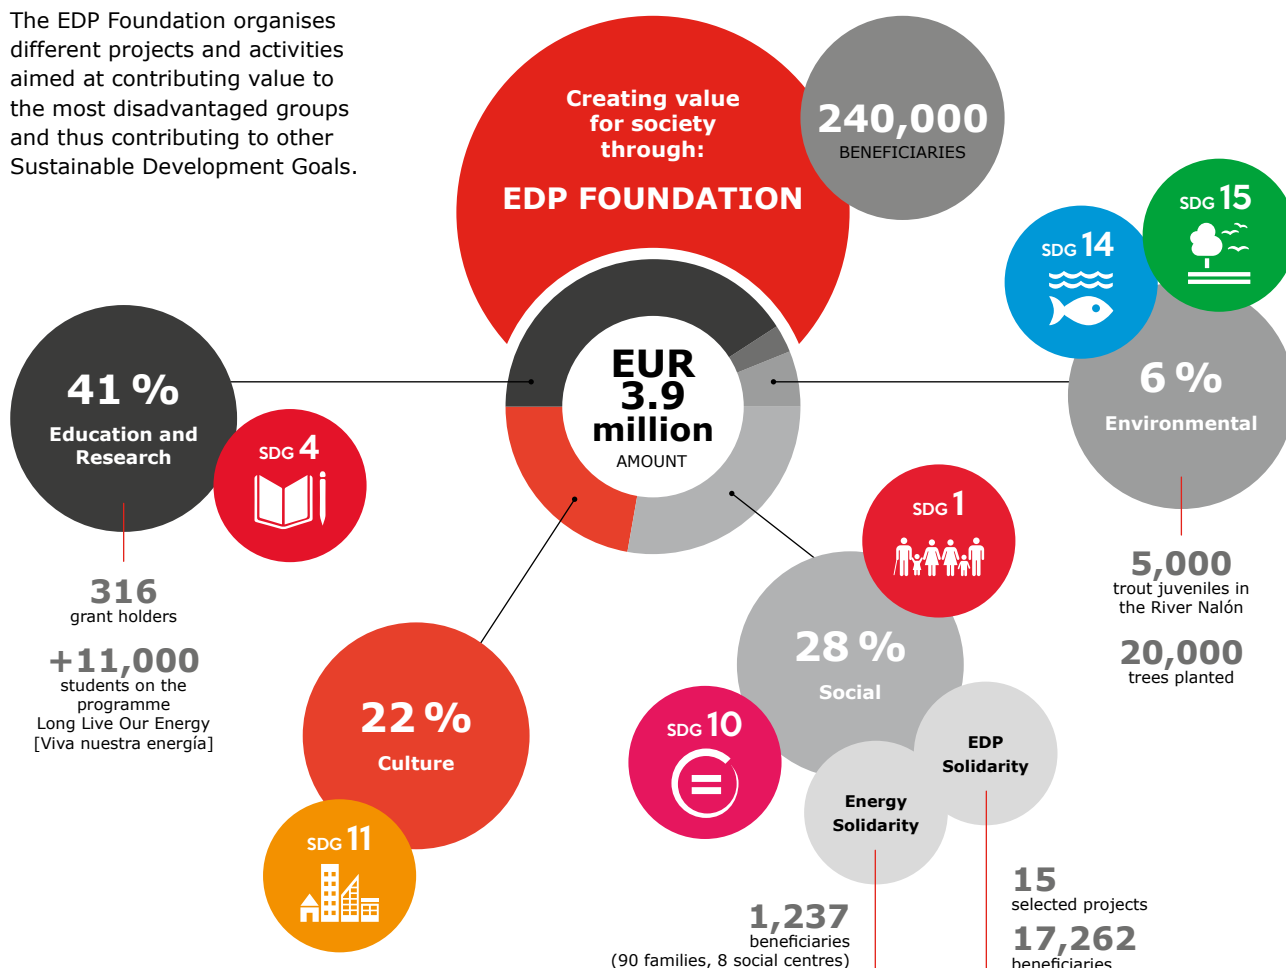 The EDP Foundation organises
different projects and activities
aimed at contributing value to
the most disadvantaged groups
and thus contributing to other
Sustainable Development Goals.
Creating value
for society
through:
EDP FOUNDATION
240,000
BENEFICIARIES
SDG 15
SDG 14
6 %
Environmental
5,000
trout juveniles in
the River Nalón
20,000
trees planted
EUR
3.9
million
AMOUNT
41 %
Education and
Research
SDG 4
316
grant holders
+11,000
students on the
programme
Long Live Our Energy
[Viva nuestra energía]
22 %
Culture
SDG 11
SDG 1
28 %
Social
SDG 10
EDP
Solidarity
Energy
Solidarity
1,237
beneficiaries
(90 families, 8 social centres)
15
selected projects
17,262
beneficiaries